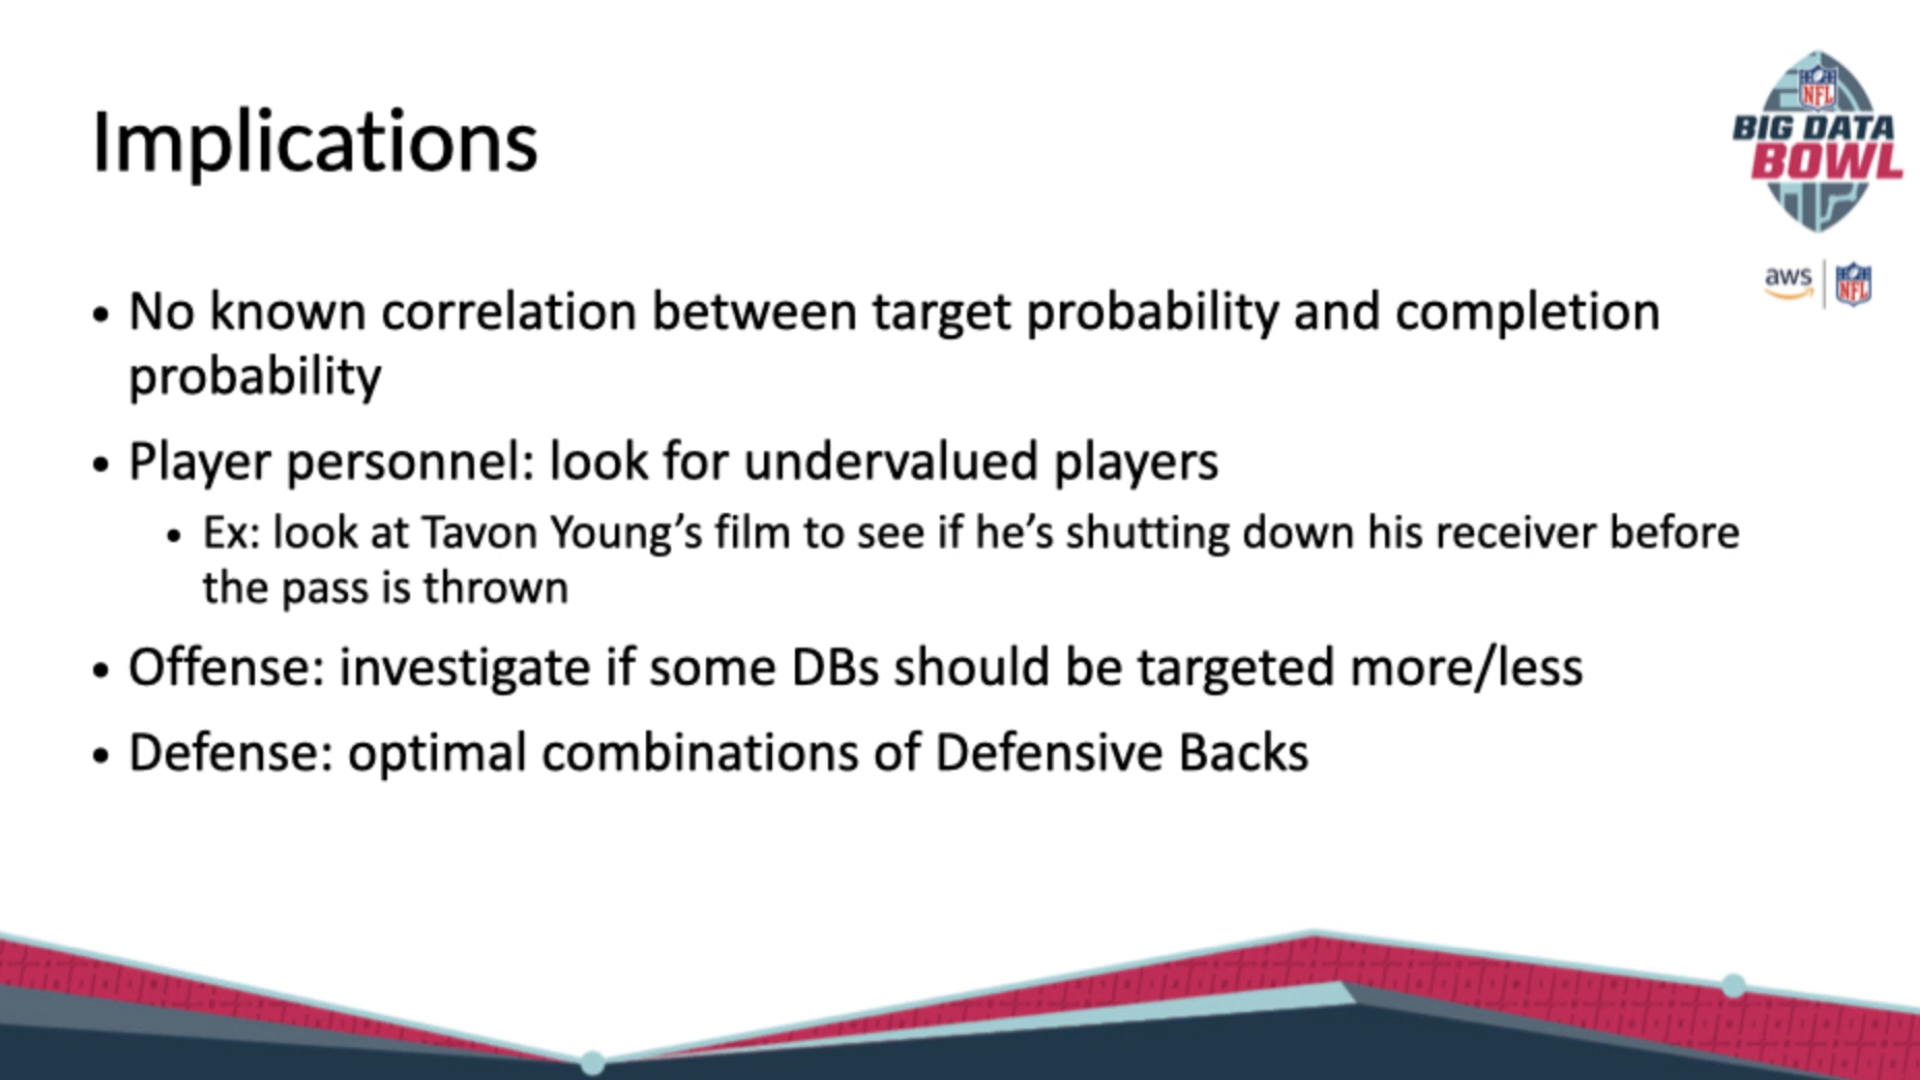 Implications
NFL
BIG DATA
BOWL
aws | NFL
• No known correlation between target probability and completion
probability
• Player personnel: look for undervalued players
• Ex: look at Tavon Young’s film to see if he’s shutting down his receiver before
the pass is thrown
• Offense: investigate if some DBs should be targeted more/less
• Defense: optimal combinations of Defensive Backs